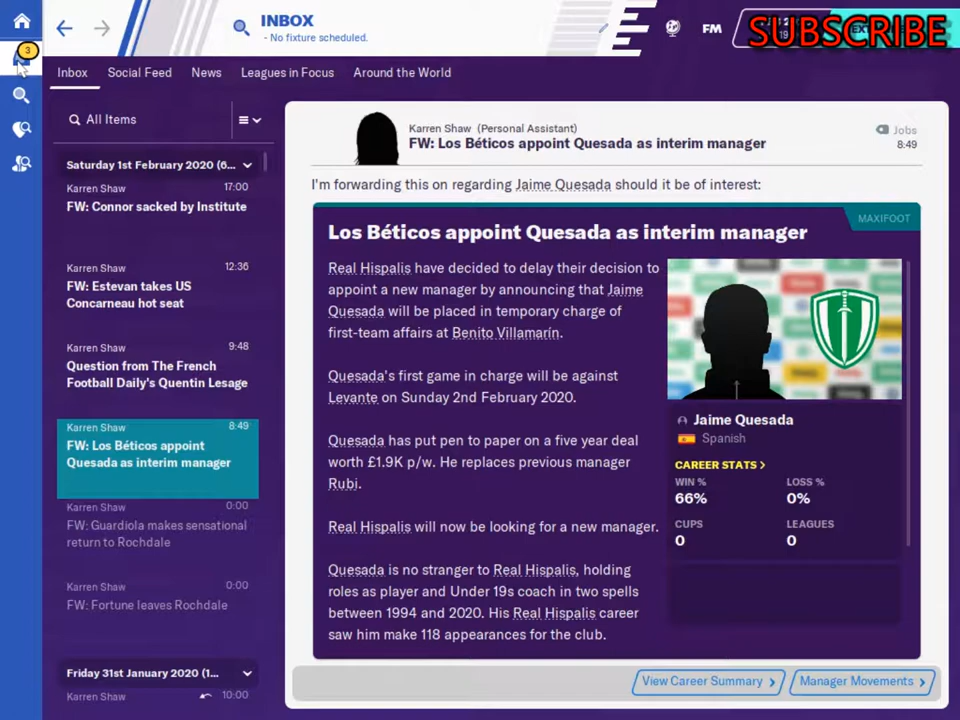 INBOX
- No fixture scheduled.
FM
SUBSCRIBE
3
Inbox
Social Feed
News
Leagues in Focus
Around the World
All Items
Saturday 1st February 2020 (6...
Karren Shaw
17:00
FW: Connor sacked by Institute
Karren Shaw
12:36
FW: Estevan takes US
Concarneau hot seat
Karren Shaw
9:48
Question from The French
Football Daily's Quentin Lesage
Karren Shaw
8:49
FW: Los Béticos appoint
Quesada as interim manager
Karren Shaw
0:00
FW: Guardiola makes sensational
return to Rochdale
Karren Shaw
0:00
FW: Fortune leaves Rochdale
Friday 31st January 2020 (1...
Karren Shaw
10:00
Karren Shaw (Personal Assistant)
FW: Los Béticos appoint Quesada as interim manager
Jobs
8:49
I'm forwarding this on regarding Jaime Quesada should it be of interest:
MAXIFOOT
Los Béticos appoint Quesada as interim manager
Real Hispalis have decided to delay their decision to
appoint a new manager by announcing that Jaime
Quesada will be placed in temporary charge of
first-team affairs at Benito Villamarín.
Quesada's first game in charge will be against
Levante on Sunday 2nd February 2020.
Quesada has put pen to paper on a five year deal
worth £1.9K p/w. He replaces previous manager
Rubi.
Real Hispalis will now be looking for a new manager.
Quesada is no stranger to Real Hispalis, holding
roles as player and Under 19s coach in two spells
between 1994 and 2020. His Real Hispalis career
saw him make 118 appearances for the club.
Jaime Quesada
Spanish
CAREER STATS >
WIN %
LOSS %
66%
0%
CUPS
LEAGUES
0
0
View Career Summary >
Manager Movements >